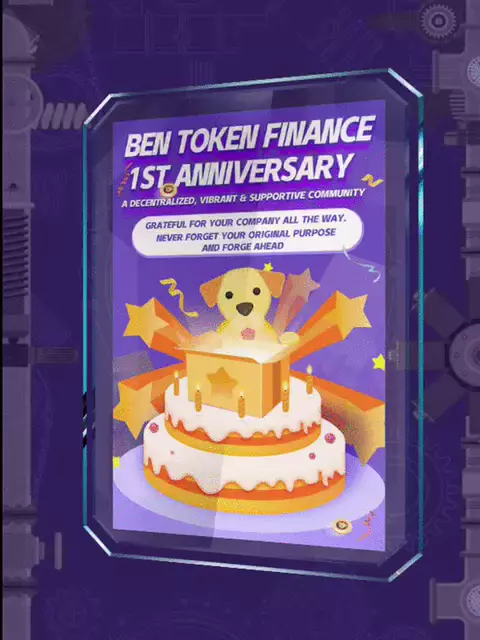 BEN TOKEN FINANCE
1ST ANNIVERSARY
A DECENTRALIZED, VIBRANT & SUPPORTIVE COMMUNITY
GRATEFUL FOR YOUR COMPANY ALL THE WAY.
NEVER FORGET YOUR ORIGINAL PURPOSE
AND FORGE AHEAD